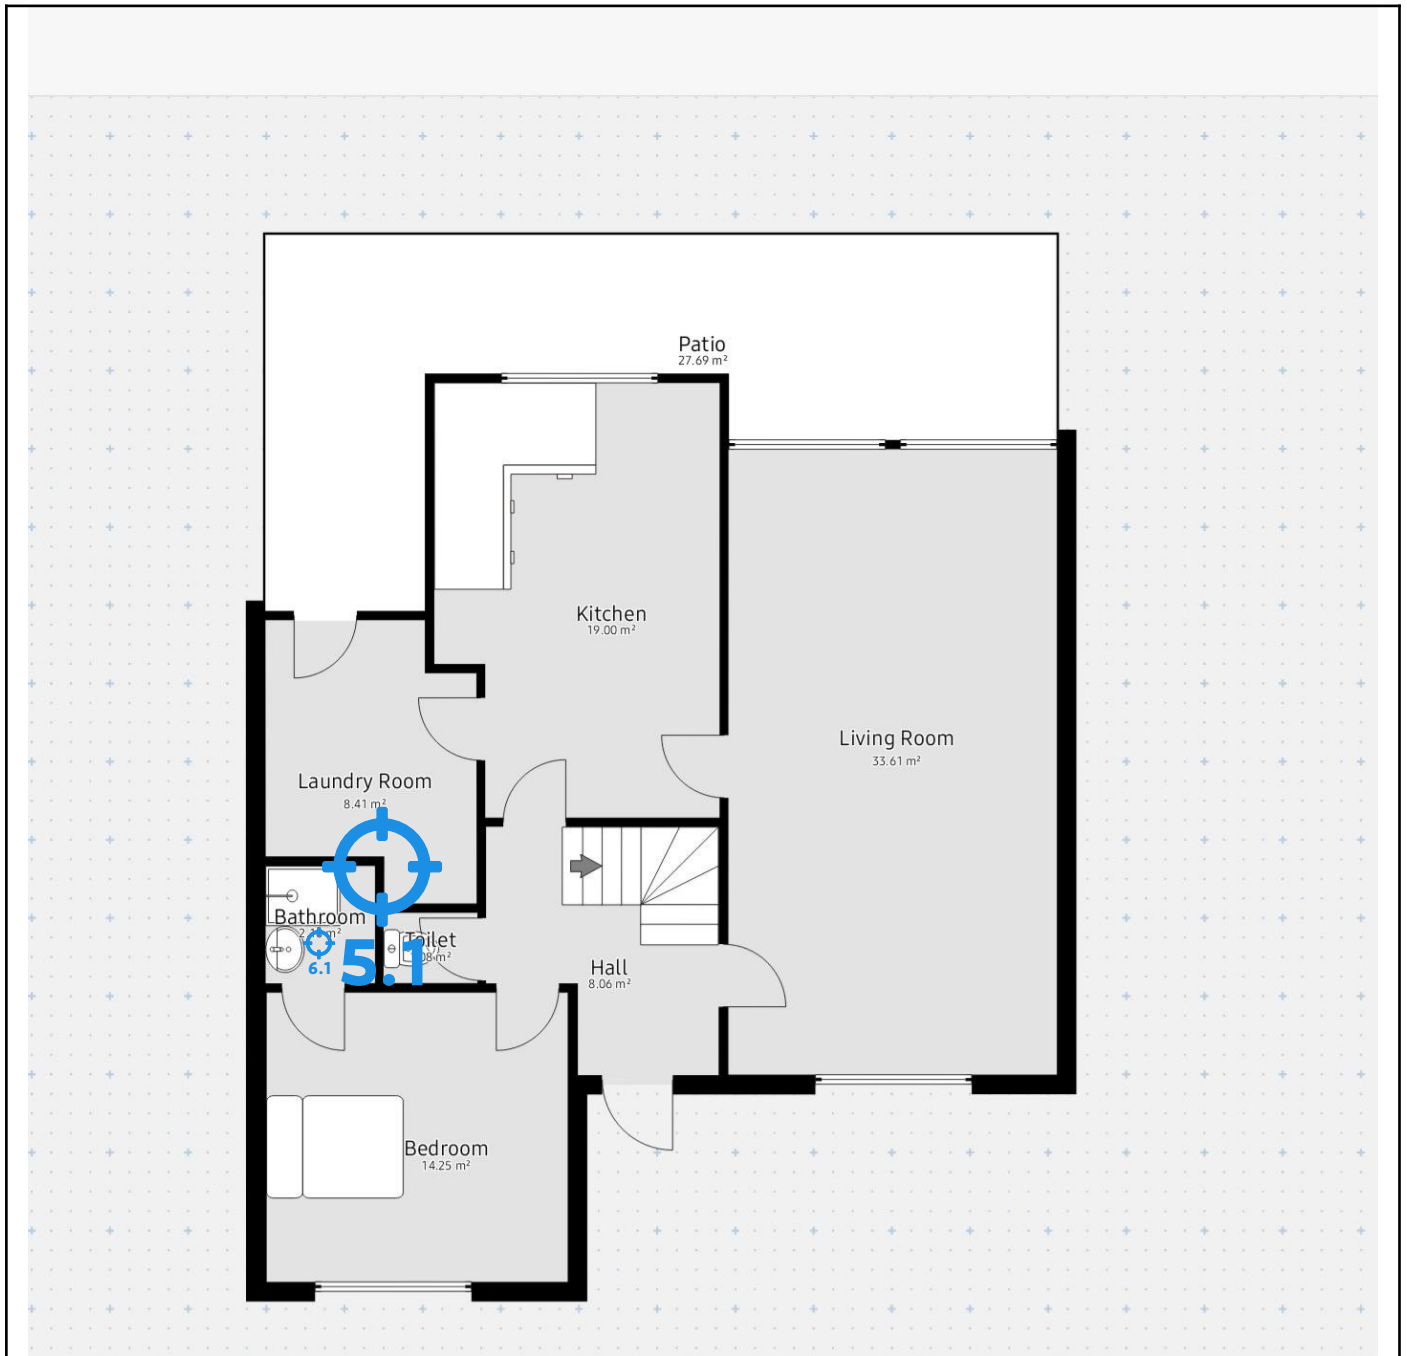 Patio
27.69 m²
Kitchen
19.00 m²
Living Room
33.61 m²
Laundry Room
8.41 m²
Bathroom
Toilet
6.1
5.1
Hall
8.06 m²
Bedroom
14.25 m²